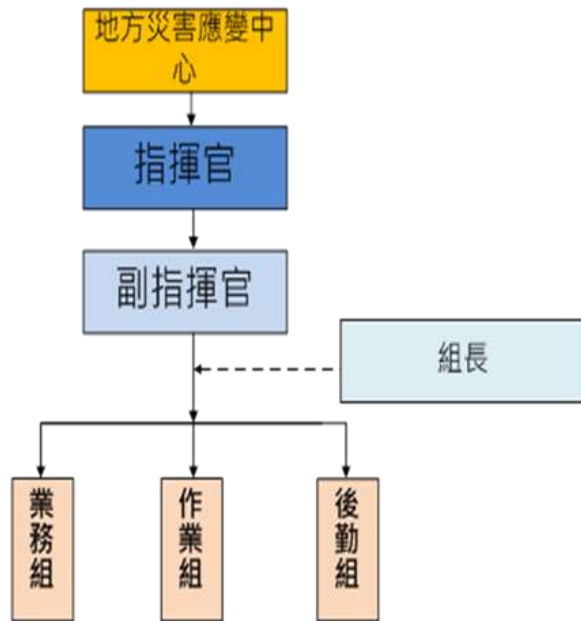 地方災害應變中
心
指揮官
副指揮官
組長
業務組
作業組
後勤組